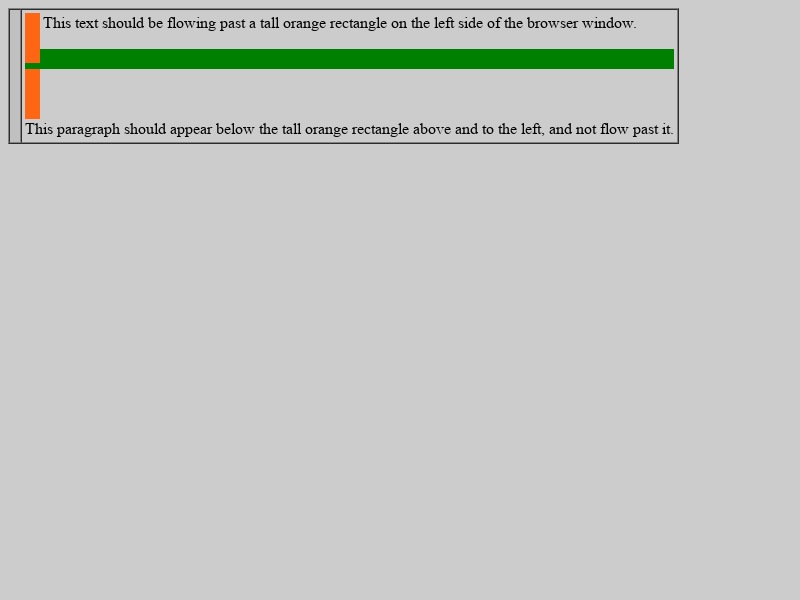 This text should be flowing past a tall orange rectangle on the left side of the browser window.
This paragraph should appear below the tall orange rectangle above and to the left, and not flow past it.